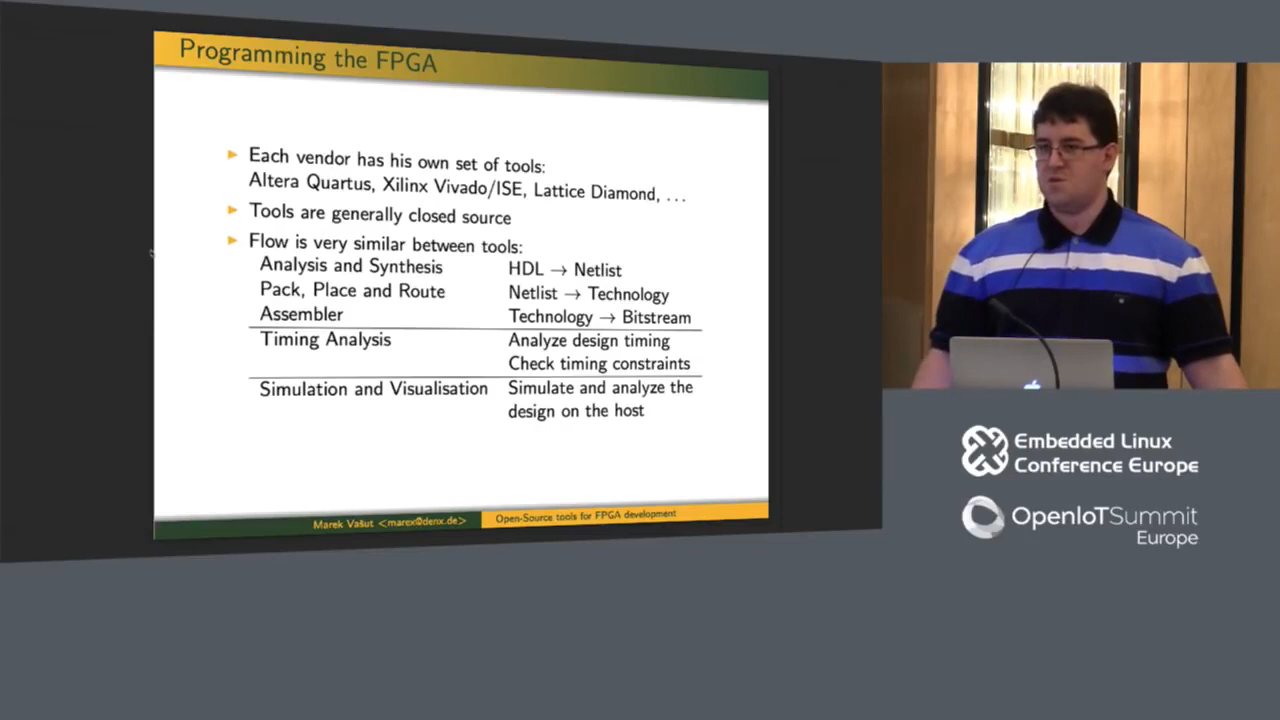 Programming the FPGA
Each vendor has his own set of tools:
Altera Quartus, Xilinx Vivado/ISE, Lattice Diamond, ...
Tools are generally closed source
Flow is very similar between tools:
Analysis and Synthesis HDL → Netlist
Pack, Place and Route Netlist → Technology
Assembler Technology → Bitstream
Timing Analysis Analyze design timing
Check timing constraints
Simulation and Visualisation Simulate and analyze the
design on the host
Marek Vašut <marex@denx.de> Open-Source tools for FPGA development
Embedded Linux
Conference Europe
OpenIoTSummit
Europe